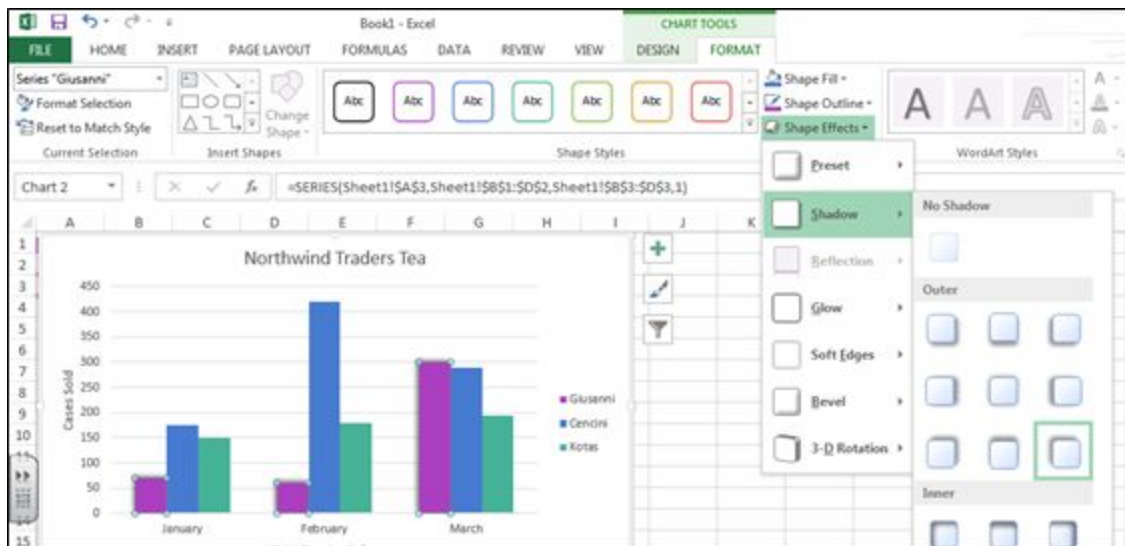 Book1 - Excel
CHART TOOLS
FILE HOME INSERT PAGE LAYOUT FORMULAS DATA REVIEW VIEW DESIGN FORMAT
Series "Giusanni"
Format Selection
Reset to Match Style
Current Selection
Change
Shape
Insert Shapes
Abc Abc Abc Abc Abc Abc Abc
Shape Styles
Shape Fill
Shape Outline
Shape Effects
A A A
WordArt Styles
Chart 2
fx =SERIES(Sheet1!$A$3,Sheet1!$B$1:$D$2,Sheet1!$B$3:$D$3,1)
A B C D E F G H I J K
1
2
3
4
5
6
7
8
9
10
11
14
15
Northwind Traders Tea
Cases Sold
450
400
350
300
250
200
150
100
50
0
January February March
Giusanni
Cencini
Kotas
Preset
Shadow
Reflection
Glow
Soft Edges
Bevel
3-D Rotation
No Shadow
Outer
Inner